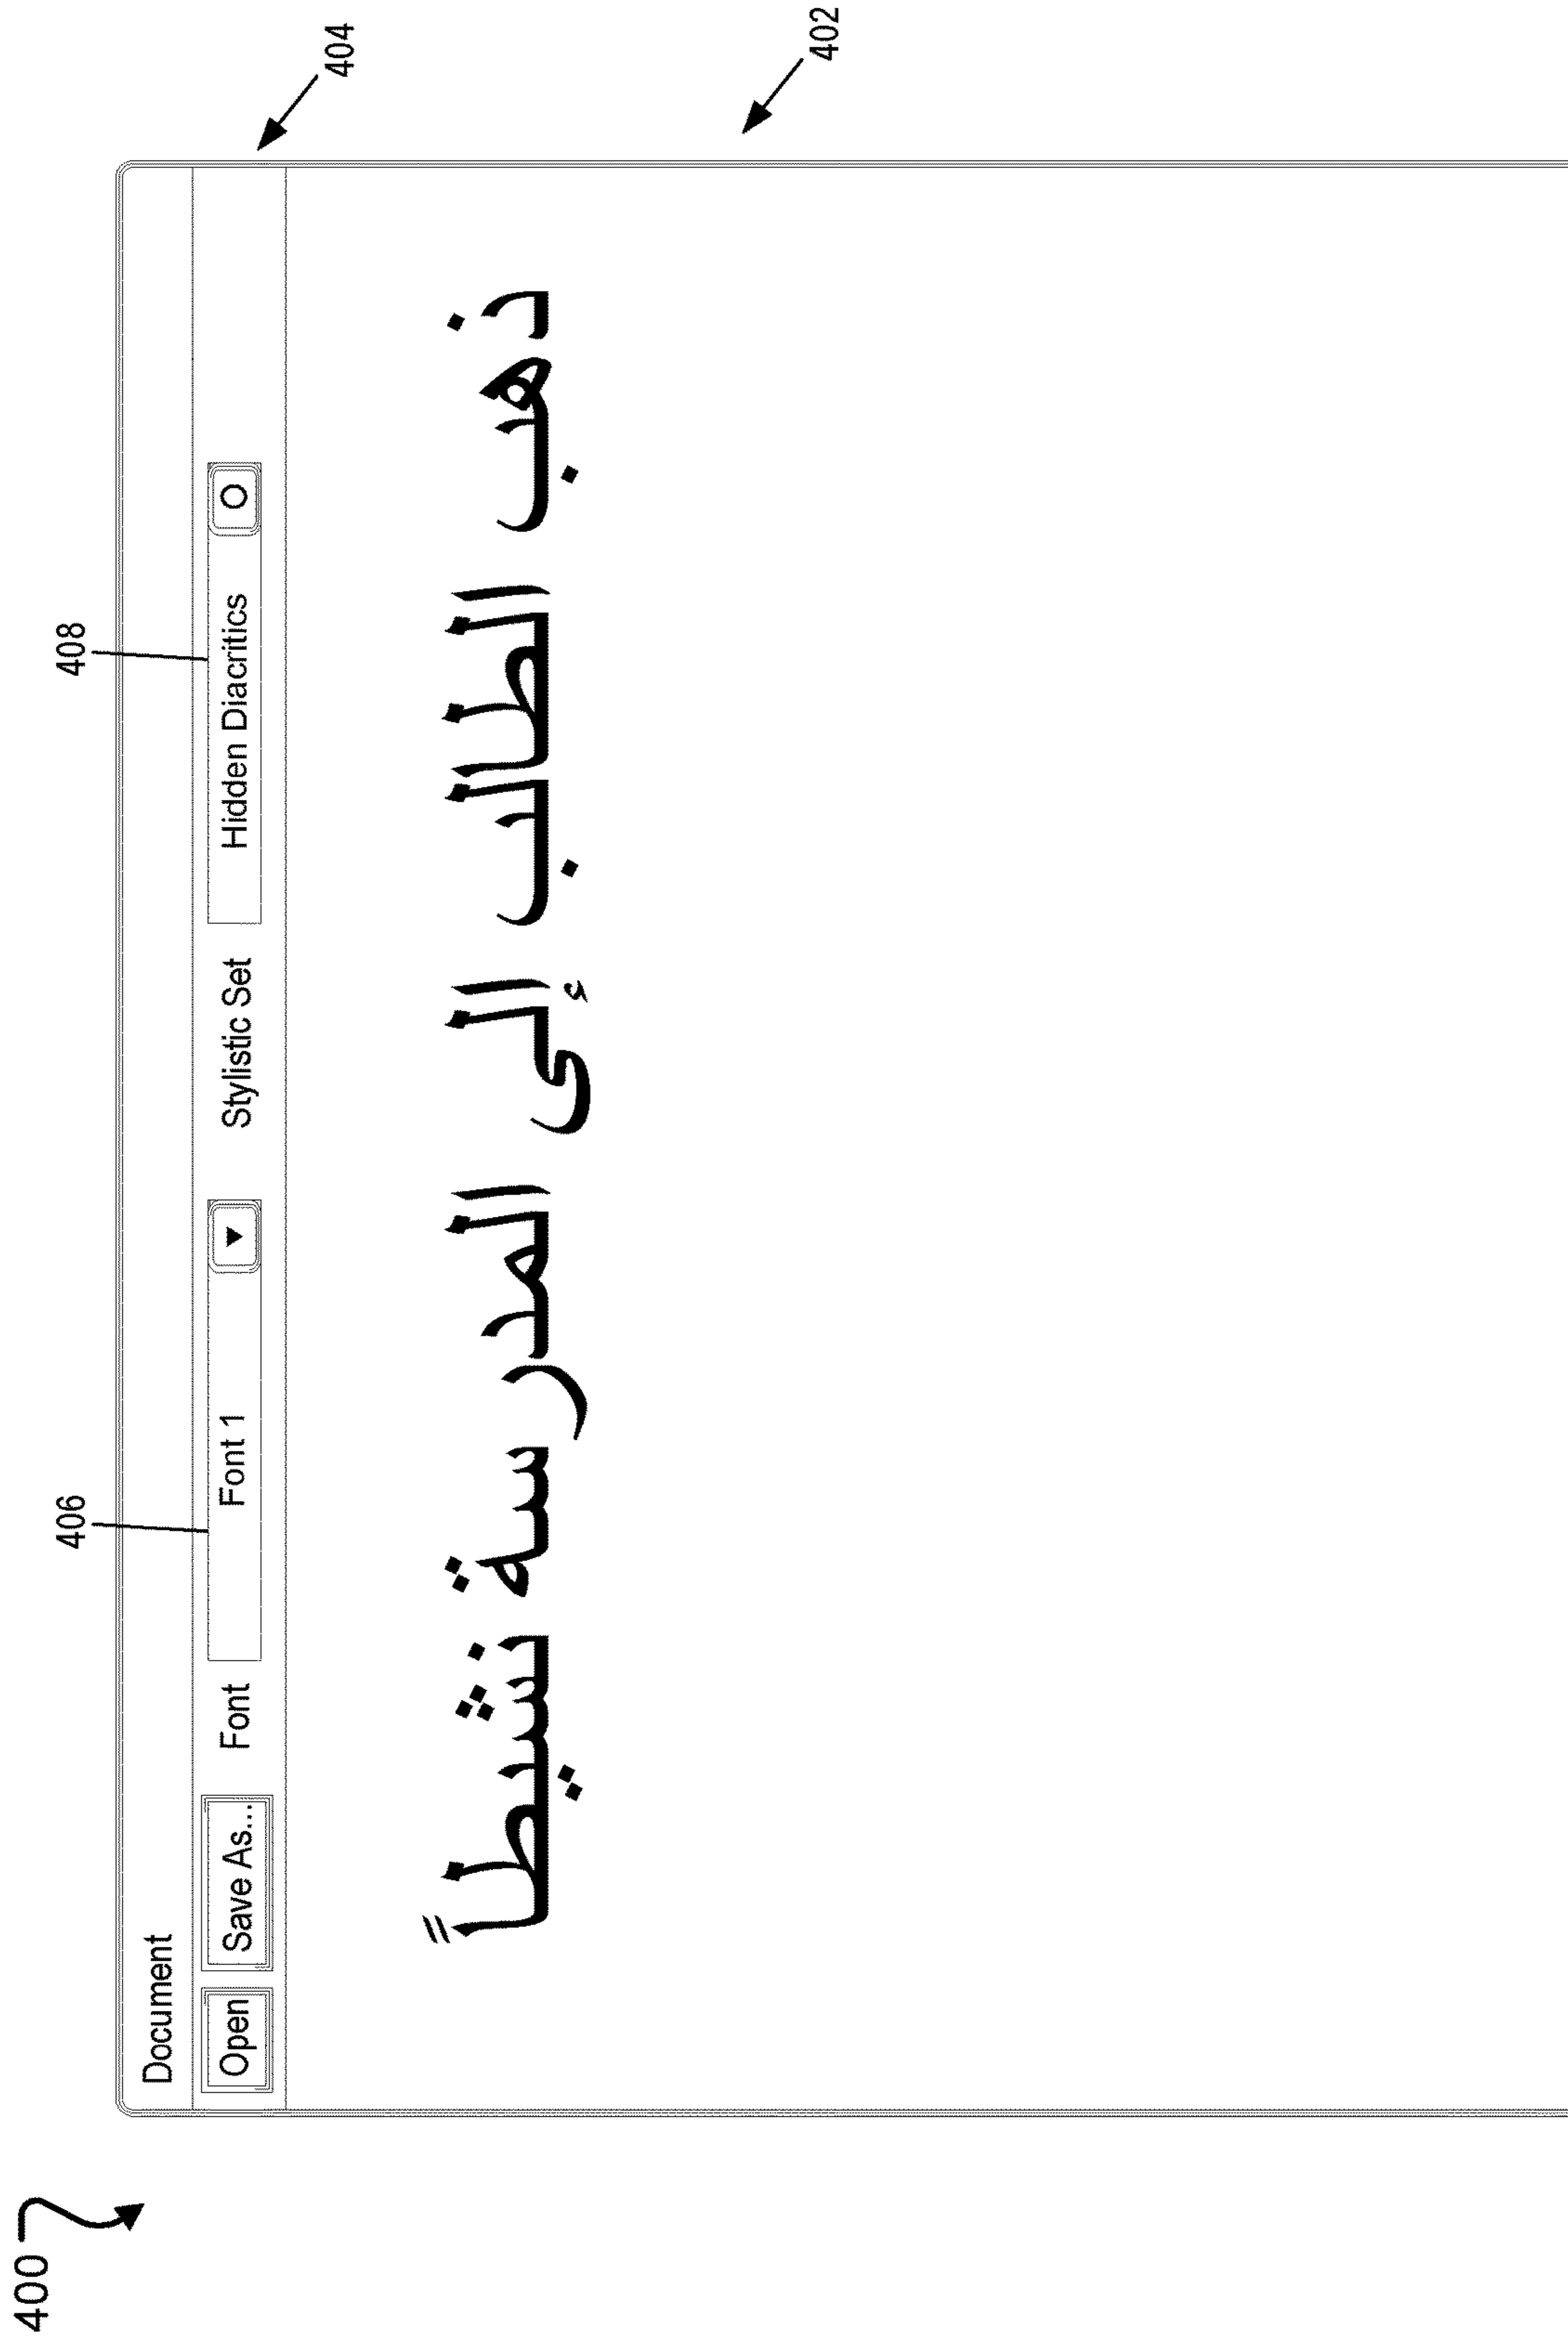 400
406
408
404
402
Document
Open Save As... Font Font 1 ▼ Stylistic Set Hidden Diacritics O
ذهب الطالب إلى المدرسة نشيطاً